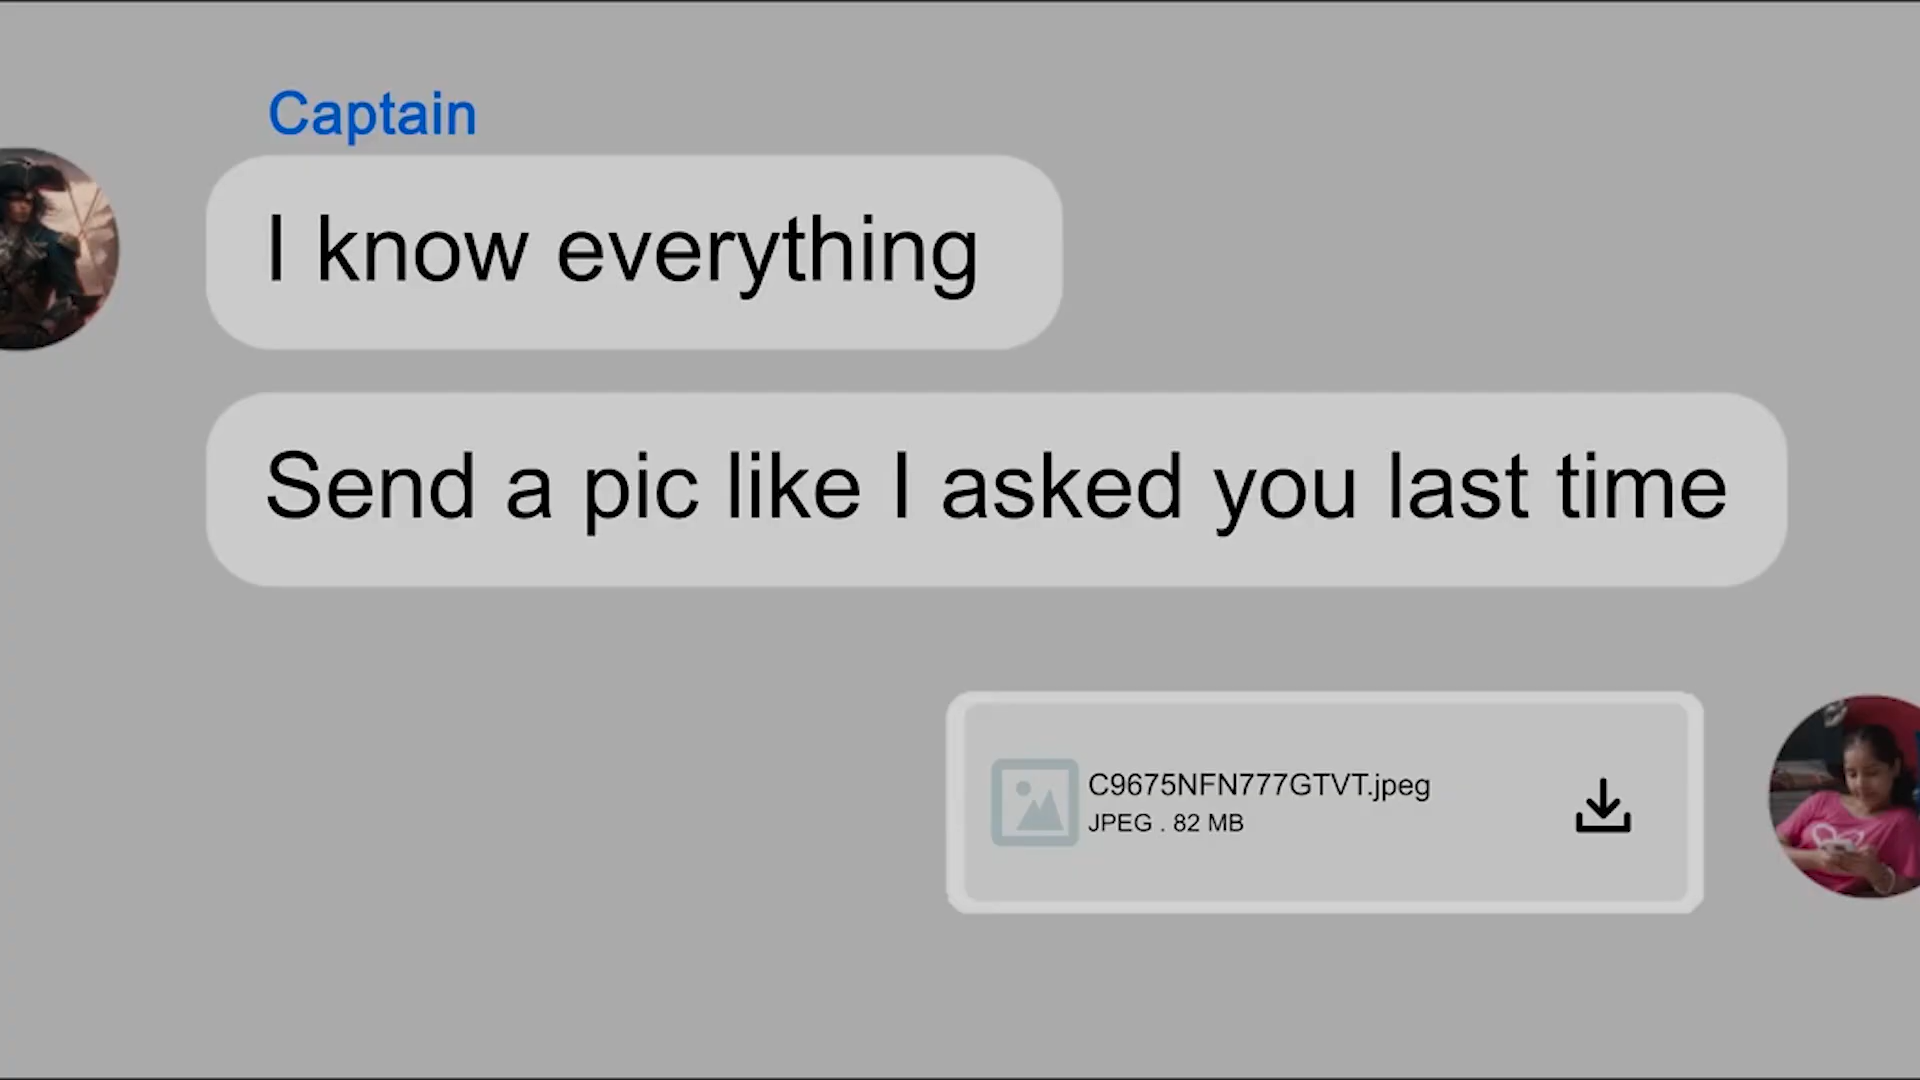 Captain
I know everything
Send a pic like I asked you last time
C9675NFN777GTVT.jpeg
JPEG . 82 MB